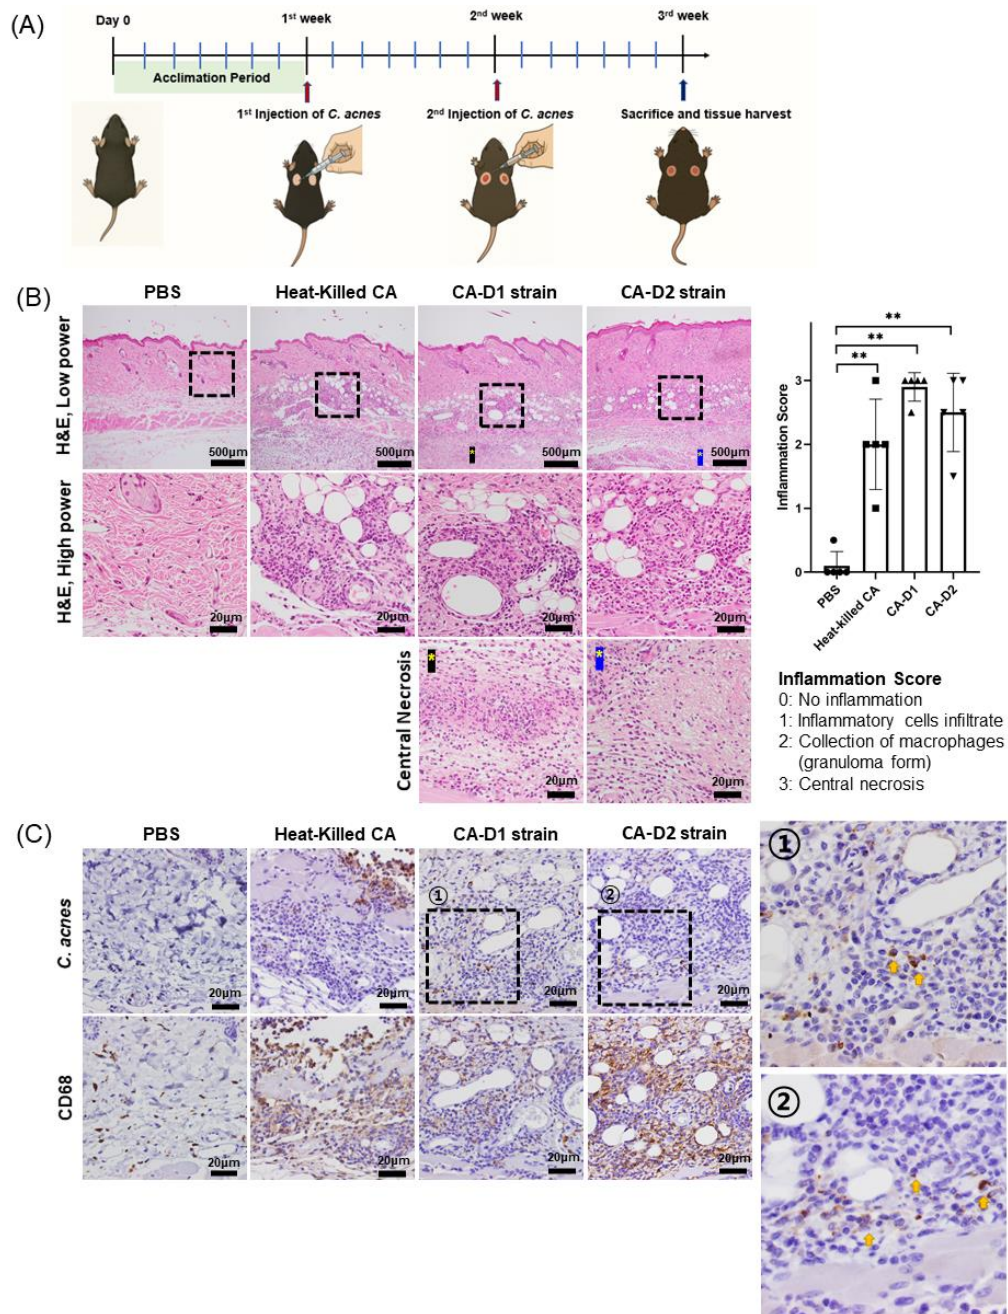 (A)
Day 0 1st week 2nd week 3rd week
Acclimation Period
1st Injection of C. acnes 2nd Injection of C. acnes Sacrifice and tissue harvest
(B)
PBS Heat-Killed CA CA-D1 strain CA-D2 strain
H&E, Low power
* *
500μm 500μm 500μm 500μm
H&E, High power
20μm 20μm 20μm 20μm
Central Necrosis
* *
20μm 20μm
**
**
**
Inflammation Score
3
2
1
0
PBS
Heat-killed CA
CA-D1
CA-D2
Inflammation Score
0: No inflammation
1: Inflammatory cells infiltrate
2: Collection of macrophages
(granuloma form)
3: Central necrosis
(C)
PBS Heat-Killed CA CA-D1 strain CA-D2 strain
C. acnes
① ②
20μm 20μm 20μm 20μm
CD68
20μm 20μm 20μm 20μm
①
②